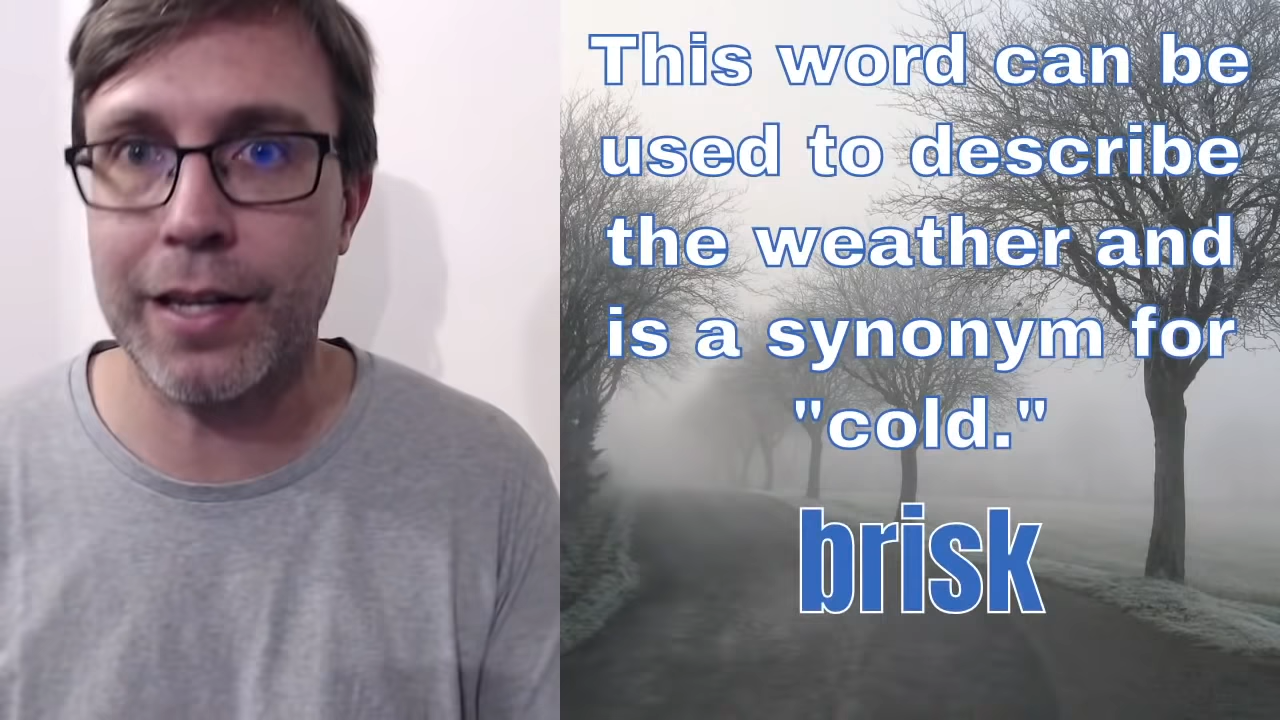 This word can be
used to describe
the weather and
is a synonym for
"cold."
brisk